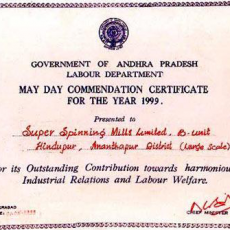 GOVERNMENT OF ANDHRA PRADESH
LABOUR DEPARTMENT
MAY DAY COMMENDATION CERTIFICATE
FOR THE YEAR 1999.
Presented to
Super Spinning Mills Limited, B-unit
Hindupur, Ananthapur District (Large Scale)
for its Outstanding Contribution towards harmoniou
Industrial Relations and Labour Welfare.
CHIEF MINISTER